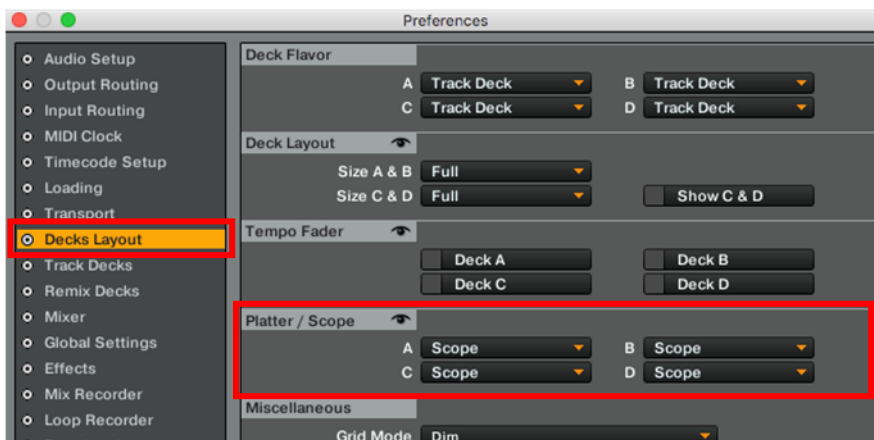 Preferences
Audio Setup
Output Routing
Input Routing
MIDI Clock
Timecode Setup
Loading
Transport
Decks Layout
Track Decks
Remix Decks
Mixer
Global Settings
Effects
Mix Recorder
Loop Recorder
Deck Flavor
A Track Deck B Track Deck
C Track Deck D Track Deck
Deck Layout
Size A & B Full
Size C & D Full Show C & D
Tempo Fader
Deck A Deck B
Deck C Deck D
Platter / Scope
A Scope B Scope
C Scope D Scope
Miscellaneous
Grid Mode Dim